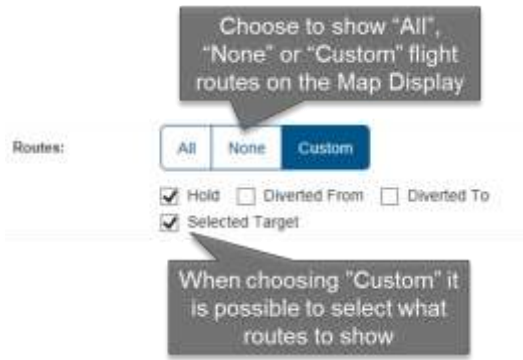 Choose to show “All”,
“None” or “Custom” flight
routes on the Map Display
Routes: All None Custom
Hold Diverted From Diverted To
Selected Target
When choosing ”Custom” it
is possible to select what
routes to show